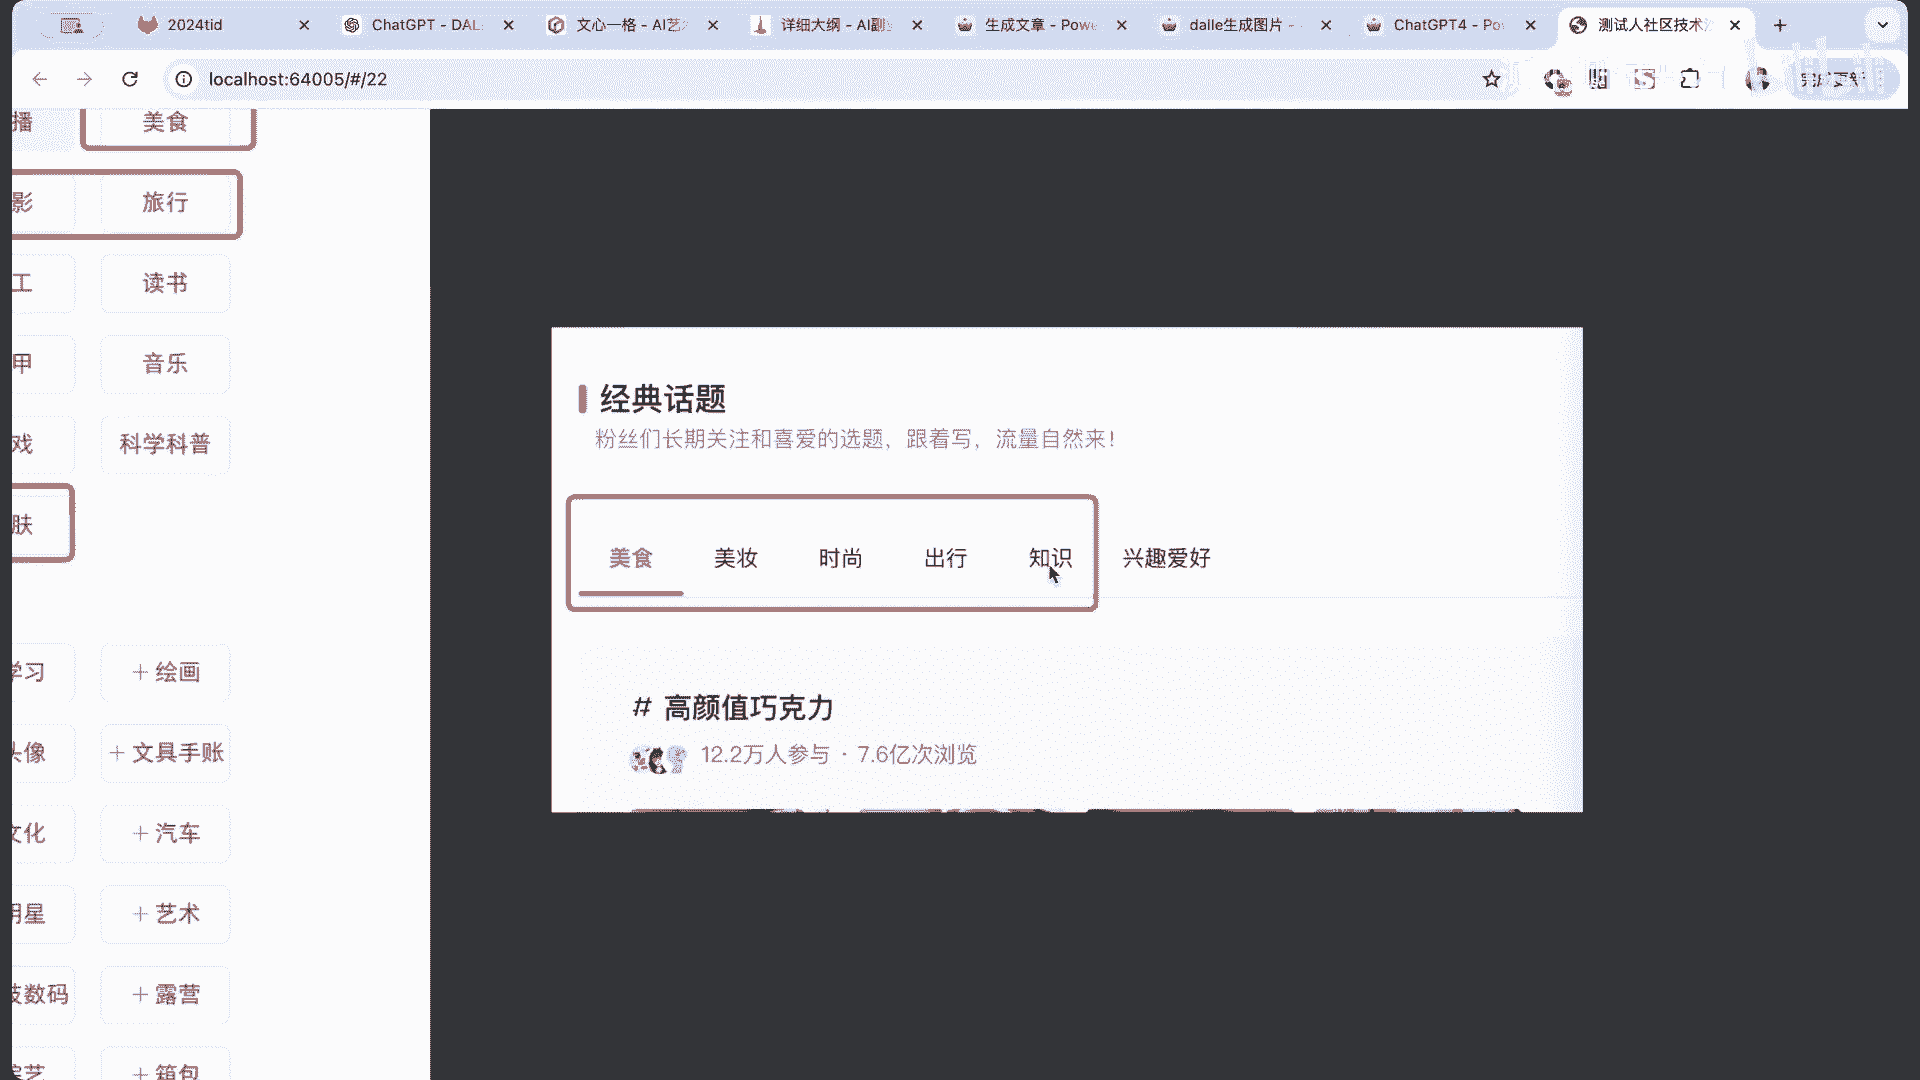 2024tid
ChatGPT - DAL
文心一格 - AI艺
详细大纲 - AI副
生成文章 - Powe
dalle生成图片 -
ChatGPT4 - Po
测试人社区技术
localhost:64005/#/22
完成更新
播 美食
影 旅行
工 读书
甲 音乐
戏 科学科普
肤
学习 + 绘画
头像 + 文具手账
文化 + 汽车
明星 + 艺术
技数码 + 露营
综艺 + 箱包
经典话题
粉丝们长期关注和喜爱的选题，跟着写，流量自然来！
美食 美妆 时尚 出行 知识 兴趣爱好
# 高颜值巧克力
12.2万人参与 · 7.6亿次浏览